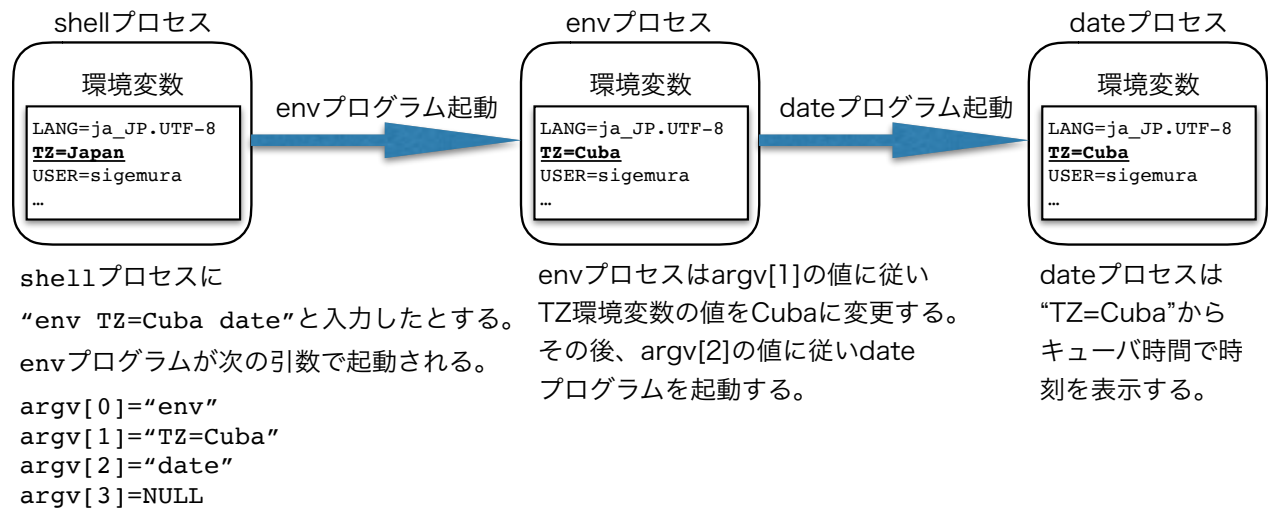 shellプロセス
環境変数
LANG=ja_JP.UTF-8
TZ=Japan
USER=sigemura
…
envプログラム起動
envプロセス
環境変数
LANG=ja_JP.UTF-8
TZ=Cuba
USER=sigemura
…
dateプログラム起動
dateプロセス
環境変数
LANG=ja_JP.UTF-8
TZ=Cuba
USER=sigemura
…
shellプロセスに
“env TZ=Cuba date”と入力したとする。
envプログラムが次の引数で起動される。
argv[0]=“env”
argv[1]=“TZ=Cuba”
argv[2]=“date”
argv[3]=NULL
envプロセスはargv[1]の値に従い
TZ環境変数の値をCubaに変更する。
その後、argv[2]の値に従いdate
プログラムを起動する。
dateプロセスは
“TZ=Cuba”から
キューバ時間で時
刻を表示する。